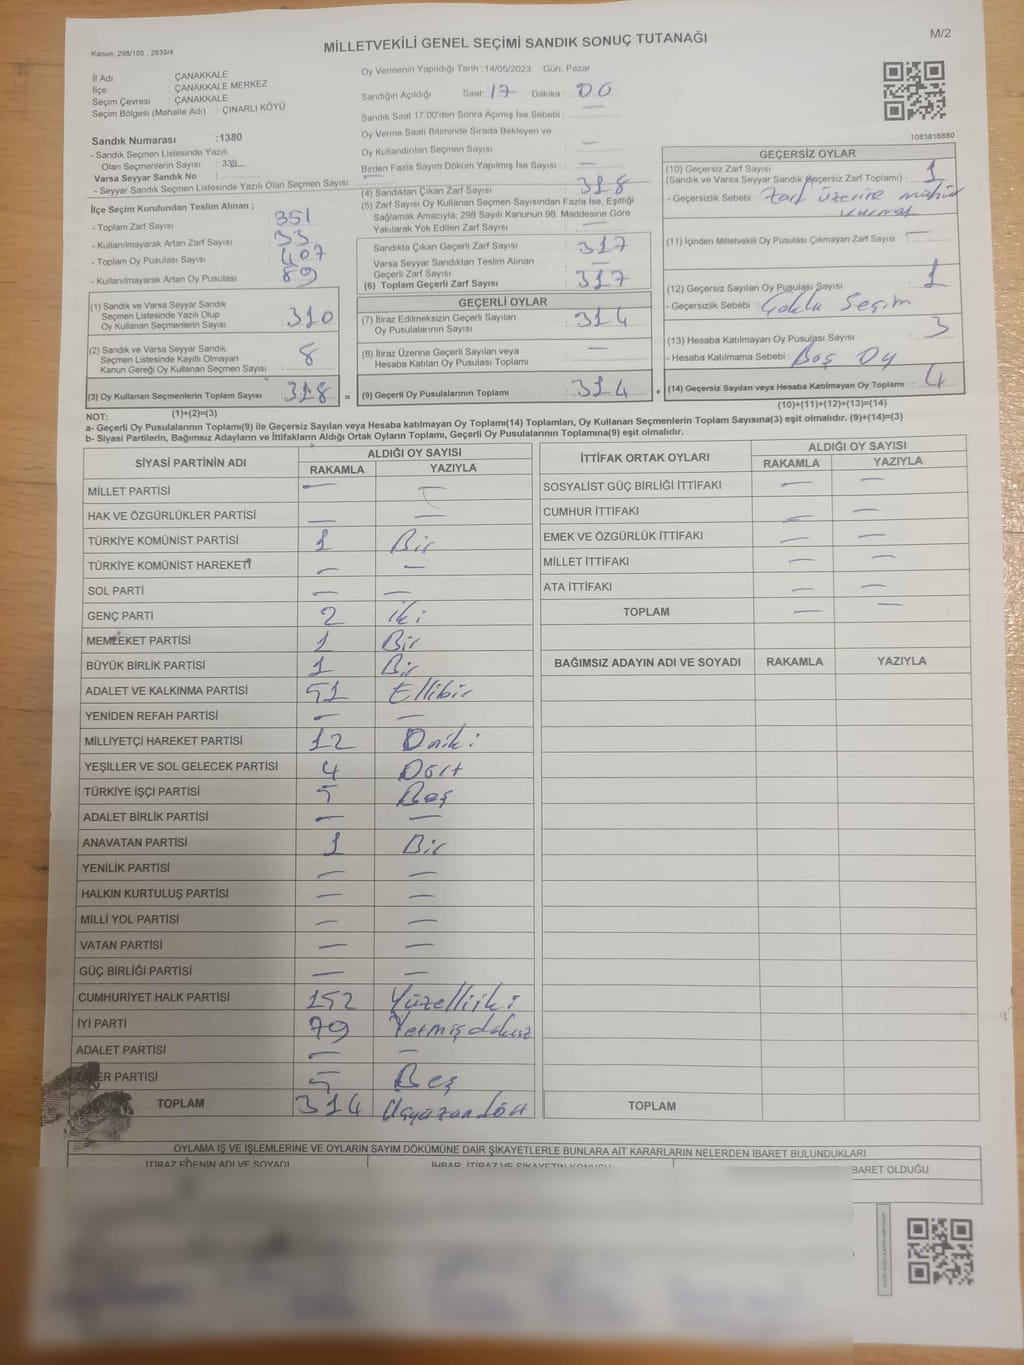 M/2
MİLLETVEKİLİ GENEL SEÇİMİ SANDIK SONUÇ TUTANAĞI
Kanun: 298/105 , 2839/4
İl Adı : ÇANAKKALE
İlçe : ÇANAKKALE MERKEZ
Seçim Çevresi : ÇANAKKALE
Seçim Bölgesi (Mahalle Adı) : ÇINARLI KÖYÜ
Sandık Numarası :1380
- Sandık Seçmen Listesinde Yazılı
Olan Seçmenlerin Sayısı : 339
Varsa Seyyar Sandık No :
- Seyyar Sandık Seçmen Listesinde Yazılı Olan Seçmen Sayısı:
İlçe Seçim Kurulundan Teslim Alınan ;
- Toplam Zarf Sayısı : 351
- Kullanılmayarak Artan Zarf Sayısı : 33
- Toplam Oy Pusulası Sayısı : 407
- Kullanılmayarak Artan Oy Pusulası : 89
(1) Sandık ve Varsa Seyyar Sandık
Seçmen Listesinde Yazılı Olup
Oy Kullanan Seçmenlerin Sayısı : 310
(2) Sandık ve Varsa Seyyar Sandık
Seçmen Listesinde Kayıtlı Olmayan
Kanun Gereği Oy Kullanan Seçmen Sayısı : 8
(3) Oy Kullanan Seçmenlerin Toplam Sayısı : 318 =
Oy Vermenin Yapıldığı Tarih :14/05/2023 Gün: Pazar
Sandığın Açıldığı Saat: 17 Dakika : 00
Sandık Saat 17:00'den Sonra Açımış İse Sebebi : —
Oy Verme Saati Bitiminde Sırada Bekleyen ve
Oy Kullandırılan Seçmen Sayısı : —
Birden Fazla Sayım Döküm Yapılmış İse Sayısı : —
(4) Sandıktan Çıkan Zarf Sayısı : 318
(5) Zarf Sayısı Oy Kullanan Seçmen Sayısından Fazla İse, Eşitliği
Sağlamak Amacıyla; 298 Sayılı Kanunun 98. Maddesine Göre
Yakılarak Yok Edilen Zarf Sayısı : —
Sandıkta Çıkan Geçerli Zarf Sayısı : 317
Varsa Seyyar Sandıktan Teslim Alınan
Geçerli Zarf Sayısı : —
(6) Toplam Geçerli Zarf Sayısı : 317
GEÇERLİ OYLAR
(7) İtiraz Edilmeksizin Geçerli Sayılan
Oy Pusulalarının Sayısı : 314
(8) İtiraz Üzerine Geçerli Sayılan veya
Hesaba Katılan Oy Pusulası Toplamı : —
(9) Geçerli Oy Pusulalarının Toplamı : 314 +
1083816880
GEÇERSİZ OYLAR
(10) Geçersiz Zarf Sayısı
(Sandık ve Varsa Seyyar Sandık Geçersiz Zarf Toplamı) : 1
- Geçersizlik Sebebi : Zarf üzerine mühür
vurma
(11) İçinden Milletvekili Oy Pusulası Çıkmayan Zarf Sayısı : —
(12) Geçersiz Sayılan Oy Pusulası Sayısı : 1
- Geçersizlik Sebebi : Çoklu Seçim
(13) Hesaba Katılmayan Oy Pusulası Sayısı : 3
- Hesaba Katılmama Sebebi : Boş Oy
(14) Geçersiz Sayılan veya Hesaba Katılmayan Oy Toplamı : 4
(10)+(11)+(12)+(13)=(14)
NOT: (1)+(2)=(3)
a- Geçerli Oy Pusulalarının Toplamı(9) ile Geçersiz Sayılan veya Hesaba katılmayan Oy Toplamı(14) Toplamları, Oy Kullanan Seçmenlerin Toplam Sayısına(3) eşit olmalıdır. (9)+(14)=(3)
b- Siyasi Partilerin, Bağımsız Adayların ve İttifakların Aldığı Ortak Oyların Toplamı, Geçerli Oy Pusulalarının Toplamına(9) eşit olmalıdır.
SİYASİ PARTİNİN ADI ALDIĞI OY SAYISI
RAKAMLA YAZIYLA
MİLLET PARTİSİ — —
HAK VE ÖZGÜRLÜKLER PARTİSİ — —
TÜRKİYE KOMÜNİST PARTİSİ 1 Bir
TÜRKİYE KOMÜNİST HAREKETİ — —
SOL PARTİ — —
GENÇ PARTİ 2 iki
MEMLEKET PARTİSİ 1 Bir
BÜYÜK BİRLİK PARTİSİ 1 Bir
ADALET VE KALKINMA PARTİSİ 51 Ellibir
YENİDEN REFAH PARTİSİ — —
MİLLİYETÇİ HAREKET PARTİSİ 12 Oniki
YEŞİLLER VE SOL GELECEK PARTİSİ 4 Dört
TÜRKİYE İŞÇİ PARTİSİ 5 Beş
ADALET BİRLİK PARTİSİ — —
ANAVATAN PARTİSİ 1 Bir
YENİLİK PARTİSİ — —
HALKIN KURTULUŞ PARTİSİ — —
MİLLİ YOL PARTİSİ — —
VATAN PARTİSİ — —
GÜÇ BİRLİĞİ PARTİSİ — —
CUMHURİYET HALK PARTİSİ 152 Yüzelliiki
İYİ PARTİ 79 Yetmişdokuz
ADALET PARTİSİ — —
ZAFER PARTİSİ 5 Beş
TOPLAM 314 Üçyüzondört
İTTİFAK ORTAK OYLARI ALDIĞI OY SAYISI
RAKAMLA YAZIYLA
SOSYALİST GÜÇ BİRLİĞİ İTTİFAKI — —
CUMHUR İTTİFAKI — —
EMEK VE ÖZGÜRLÜK İTTİFAKI — —
MİLLET İTTİFAKI — —
ATA İTTİFAKI — —
TOPLAM — —
BAĞIMSIZ ADAYIN ADI VE SOYADI RAKAMLA YAZIYLA
TOPLAM
OYLAMA İŞ VE İŞLEMLERİNE VE OYLARIN SAYIM DÖKÜMÜNE DAİR ŞİKAYETLERLE BUNLARA AİT KARARLARIN NELERDEN İBARET BULUNDUKLARI
İTİRAZ EDENİN ADI VE SOYADI İHBAR, İTİRAZ VE ŞİKAYETİN KONUSU BARET OLDUĞU